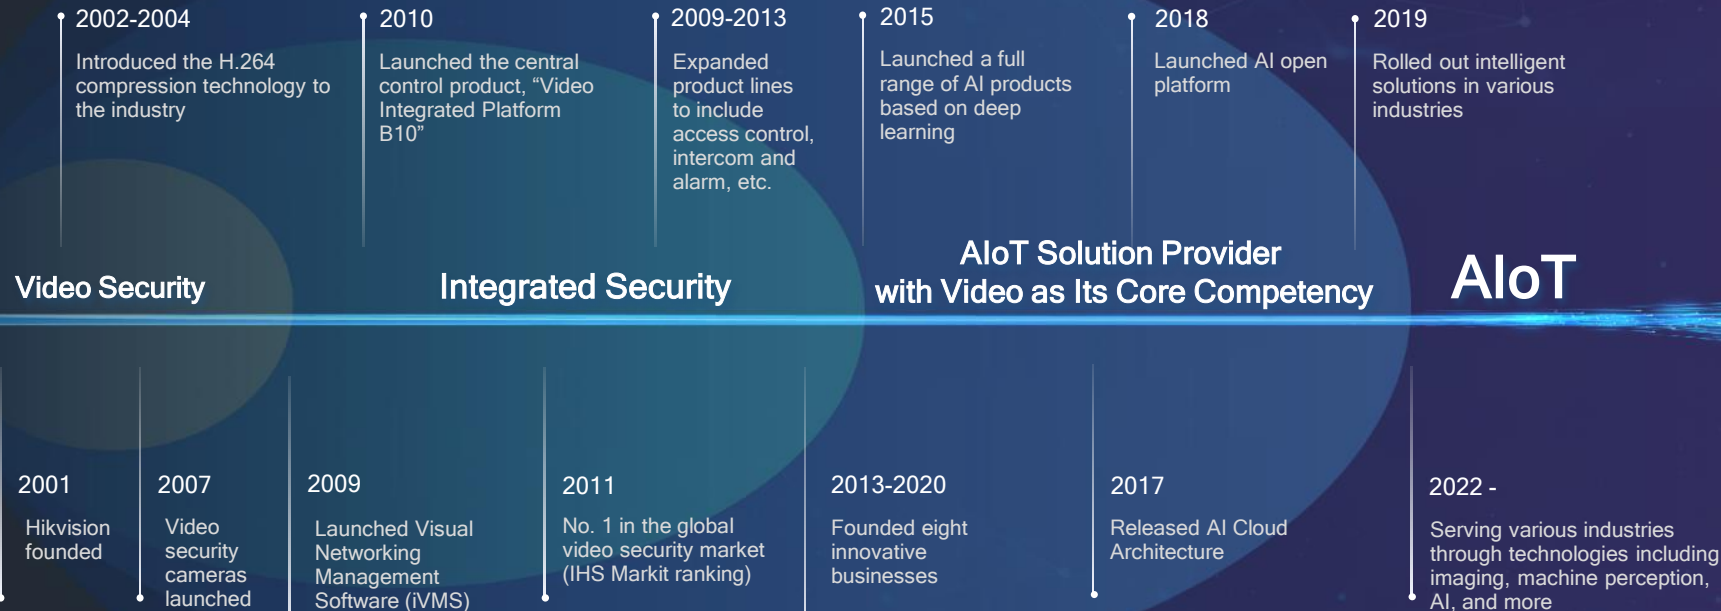 2002-2004
Introduced the H.264
compression technology to
the industry
2010
Launched the central
control product, “Video
Integrated Platform
B10”
2009-2013
Expanded
product lines
to include
access control,
intercom and
alarm, etc.
2015
Launched a full
range of AI products
based on deep
learning
2018
Launched AI open
platform
2019
Rolled out intelligent
solutions in various
industries
Video Security
Integrated Security
AIoT Solution Provider
with Video as Its Core Competency
AIoT
2001
Hikvision
founded
2007
Video
security
cameras
launched
2009
Launched Visual
Networking
Management
Software (iVMS)
2011
No. 1 in the global
video security market
(IHS Markit ranking)
2013-2020
Founded eight
innovative
businesses
2017
Released AI Cloud
Architecture
2022 -
Serving various industries
through technologies including
imaging, machine perception,
AI, and more